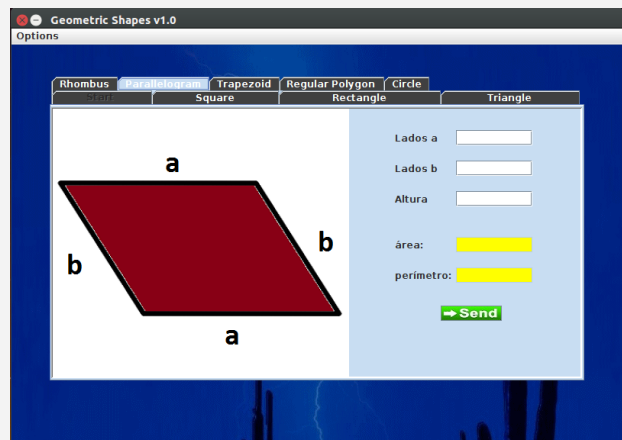 Geometric Shapes v1.0
Options
Rhombus Parallelogram Trapezoid Regular Polygon Circle
Start Square Rectangle Triangle
a
Lados a
Lados b
b
Altura
área:
b
perímetro:
Send
a